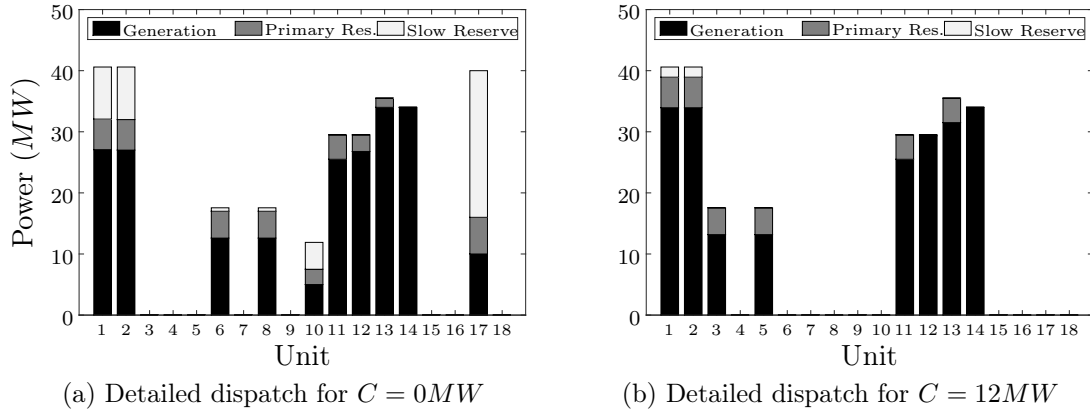 Power (MW)
50
40
30
20
10
0
Generation Primary Res. Slow Reserve
1 2 3 4 5 6 7 8 9 10 11 12 13 14 15 16 17 18
Unit
(a) Detailed dispatch for C = 0MW
50
40
30
20
10
0
Generation Primary Res. Slow Reserve
1 2 3 4 5 6 7 8 9 10 11 12 13 14 15 16 17 18
Unit
(b) Detailed dispatch for C = 12MW